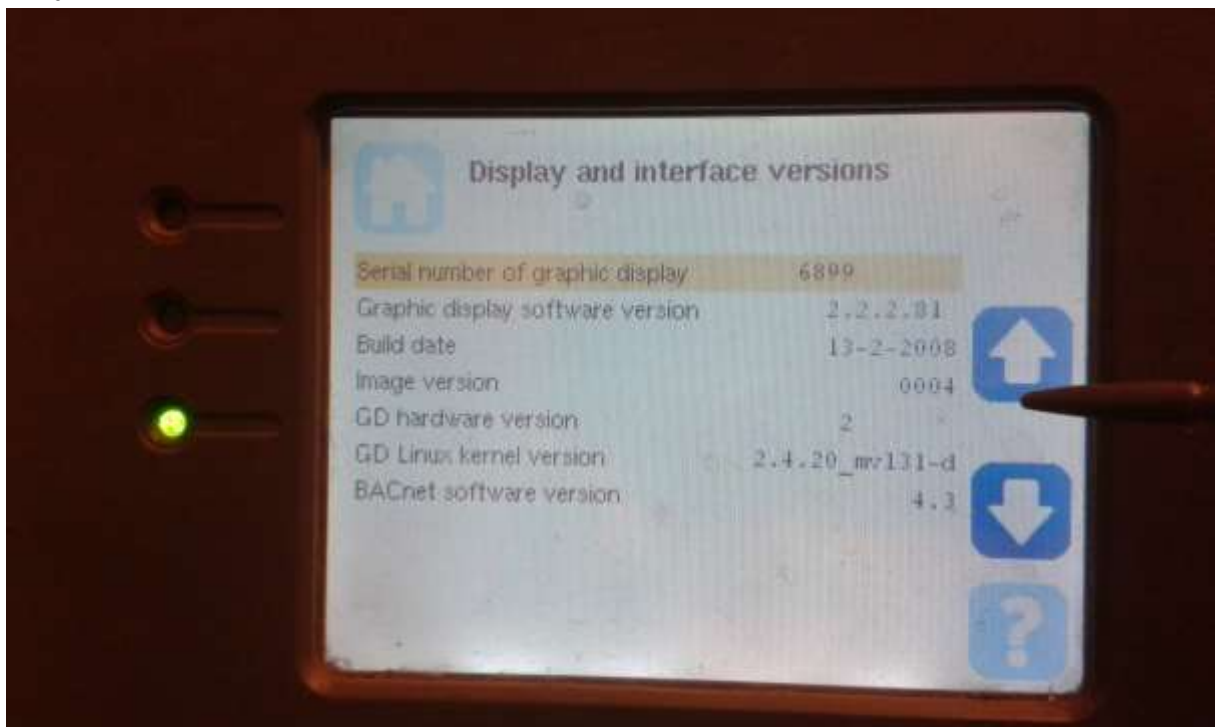 Display and interface versions
Serial number of graphic display 6899
Graphic display software version 2.2.2.81
Build date 13-2-2008
Image version 0004
GD hardware version 2
GD Linux kernel version 2.4.20_mvl31-d
BACnet software version 4.3
?